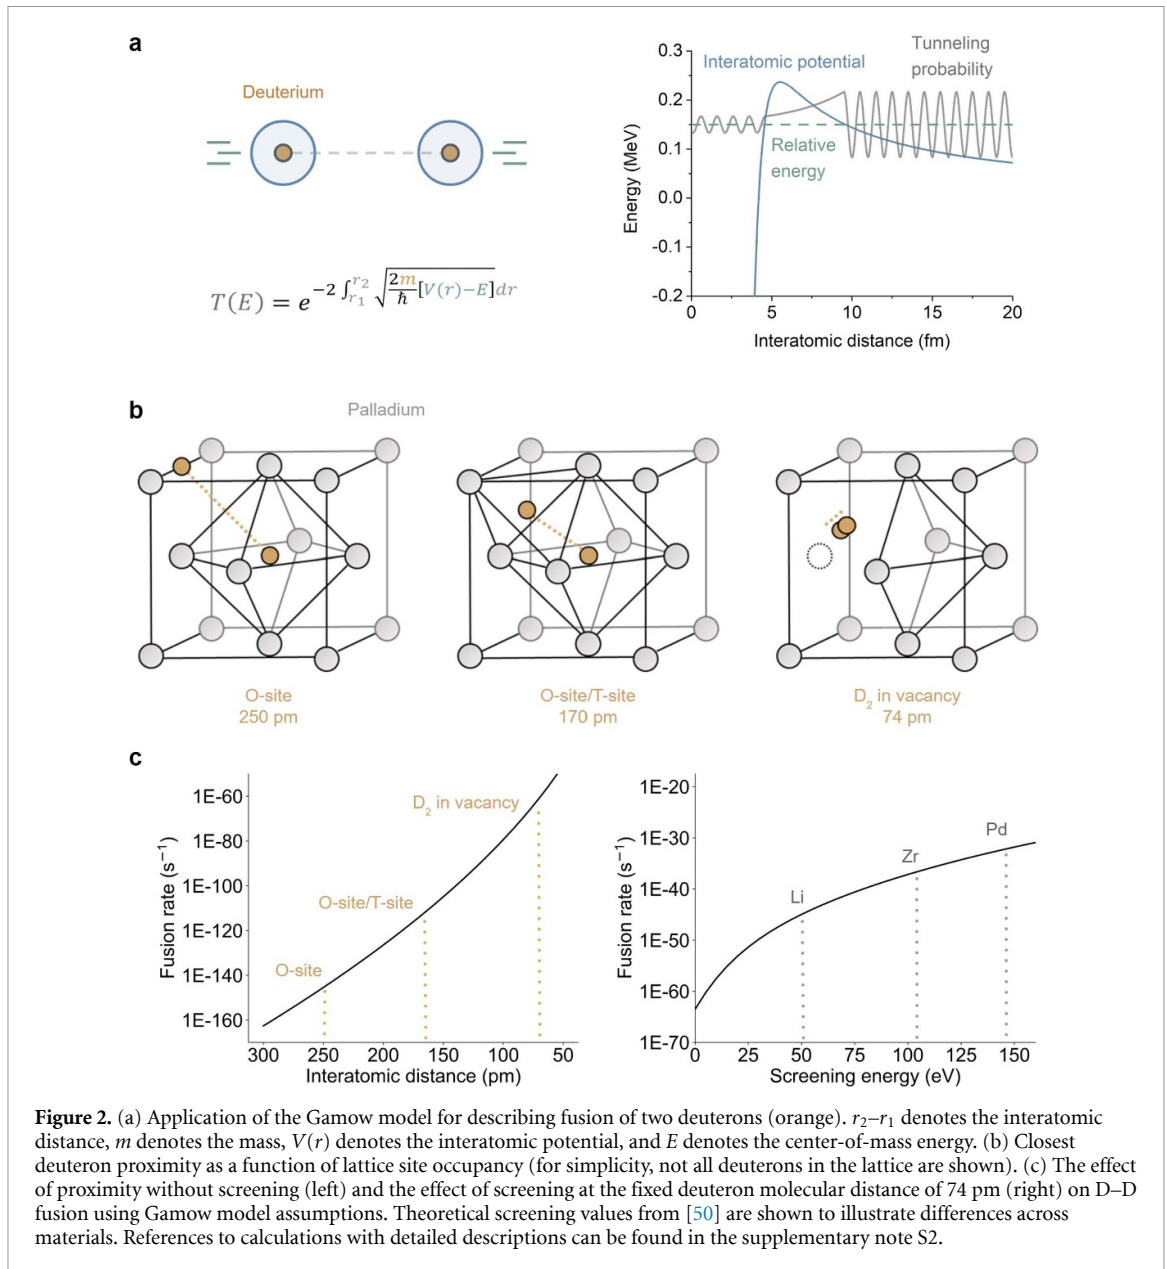 a
Deuterium
T(E) = e^{-2 ∫_{r_1}^{r_2} √(2m/ħ [V(r)−E]) dr}
Interatomic potential
Tunneling
probability
Relative
energy
Energy (MeV)
0.3
0.2
0.1
0.0
-0.1
-0.2
0 5 10 15 20
Interatomic distance (fm)
b
Palladium
O-site
250 pm
O-site/T-site
170 pm
D₂ in vacancy
74 pm
c
Fusion rate (s⁻¹)
1E-60
1E-80
1E-100
1E-120
1E-140
1E-160
D₂ in vacancy
O-site/T-site
O-site
300 250 200 150 100 50
Interatomic distance (pm)
Fusion rate (s⁻¹)
1E-20
1E-30
1E-40
1E-50
1E-60
1E-70
Li
Zr
Pd
0 25 50 75 100 125 150
Screening energy (eV)
Figure 2. (a) Application of the Gamow model for describing fusion of two deuterons (orange). r₂–r₁ denotes the interatomic
distance, m denotes the mass, V(r) denotes the interatomic potential, and E denotes the center-of-mass energy. (b) Closest
deuteron proximity as a function of lattice site occupancy (for simplicity, not all deuterons in the lattice are shown). (c) The effect
of proximity without screening (left) and the effect of screening at the fixed deuteron molecular distance of 74 pm (right) on D–D
fusion using Gamow model assumptions. Theoretical screening values from [50] are shown to illustrate differences across
materials. References to calculations with detailed descriptions can be found in the supplementary note S2.